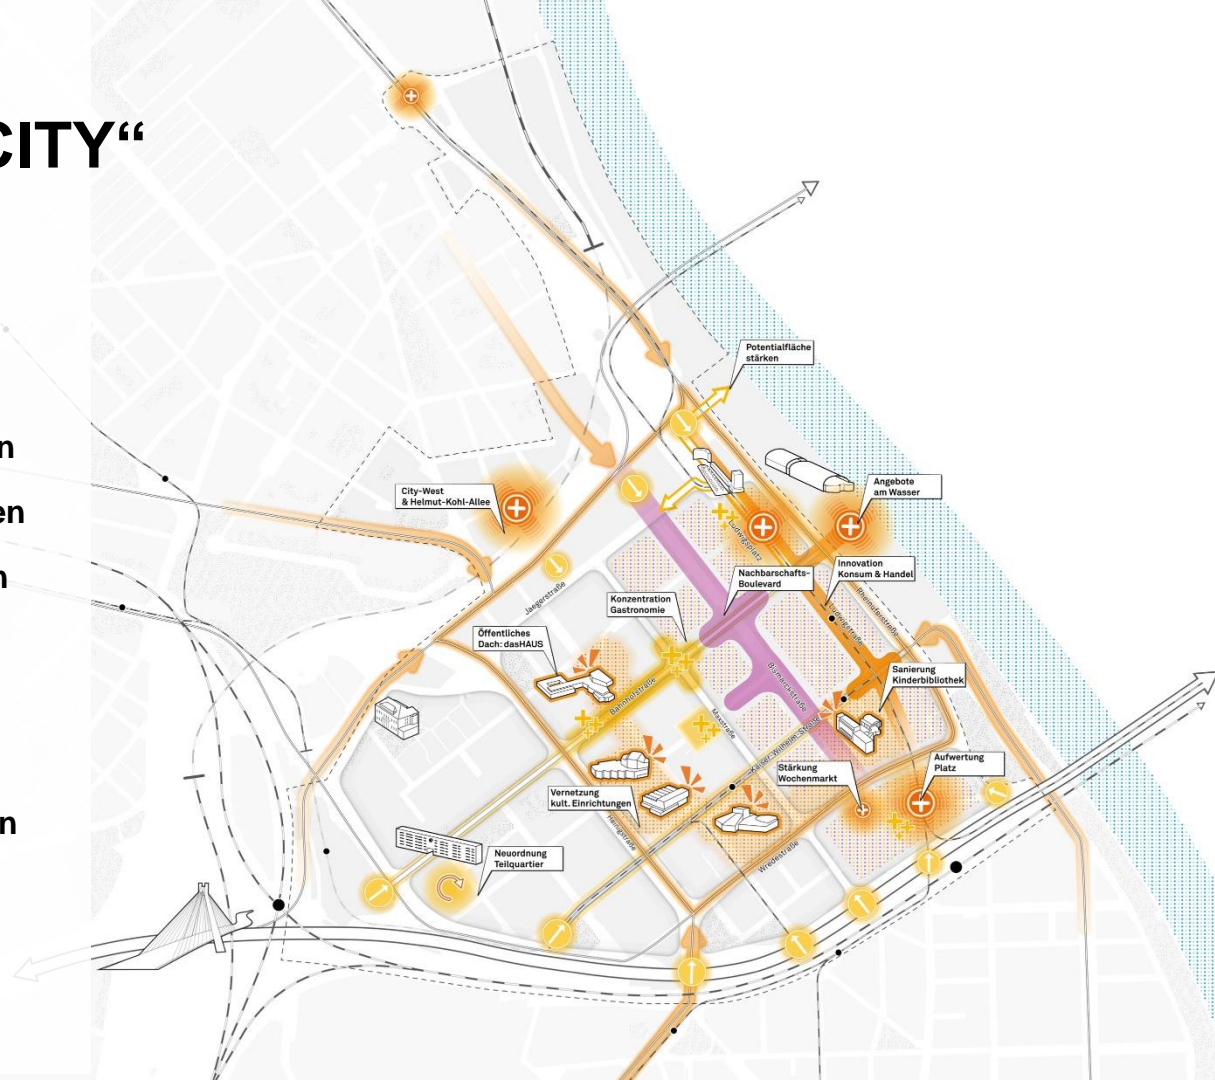 CITY“
n
en
n
n
Potentialfläche
stärken
City-West
& Helmut-Kohl-Allee
Angebote
am Wasser
Ludwigsplatz
Innovation
Konsum & Handel
Nachbarschafts-
Boulevard
Jaegerstraße
Konzentration
Gastronomie
Rheinuferstraße
Ludwigstraße
Öffentliches
Dach: dasHAUS
Sanierung
Kinderbibliothek
Bahnhofstraße
Bismarckstraße
Maxstraße
Kaiser-Wilhelm-Straße
Stärkung
Wochenmarkt
Aufwertung
Platz
Vernetzung
kult. Einrichtungen
Heinigstraße
Wredestraße
Neuordnung
Teilquartier